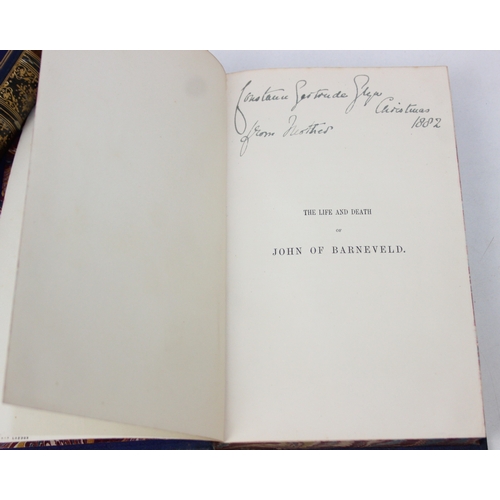 Constance Gertrude Glyn
Christmas
from Mother 1882
THE LIFE AND DEATH
OF
JOHN OF BARNEVELD.